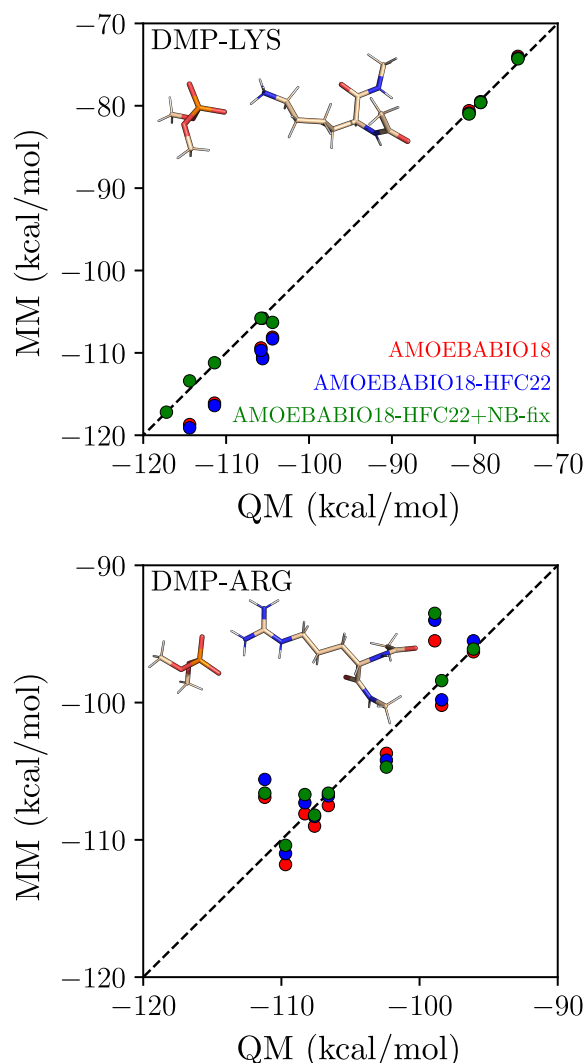 DMP-LYS
−70
−80
−90
−100
−110
−120
MM (kcal/mol)
AMOEBABIO18
AMOEBABIO18-HFC22
AMOEBABIO18-HFC22+NB-fix
−120 −110 −100 −90 −80 −70
QM (kcal/mol)
DMP-ARG
−90
−100
−110
−120
MM (kcal/mol)
−120 −110 −100 −90
QM (kcal/mol)